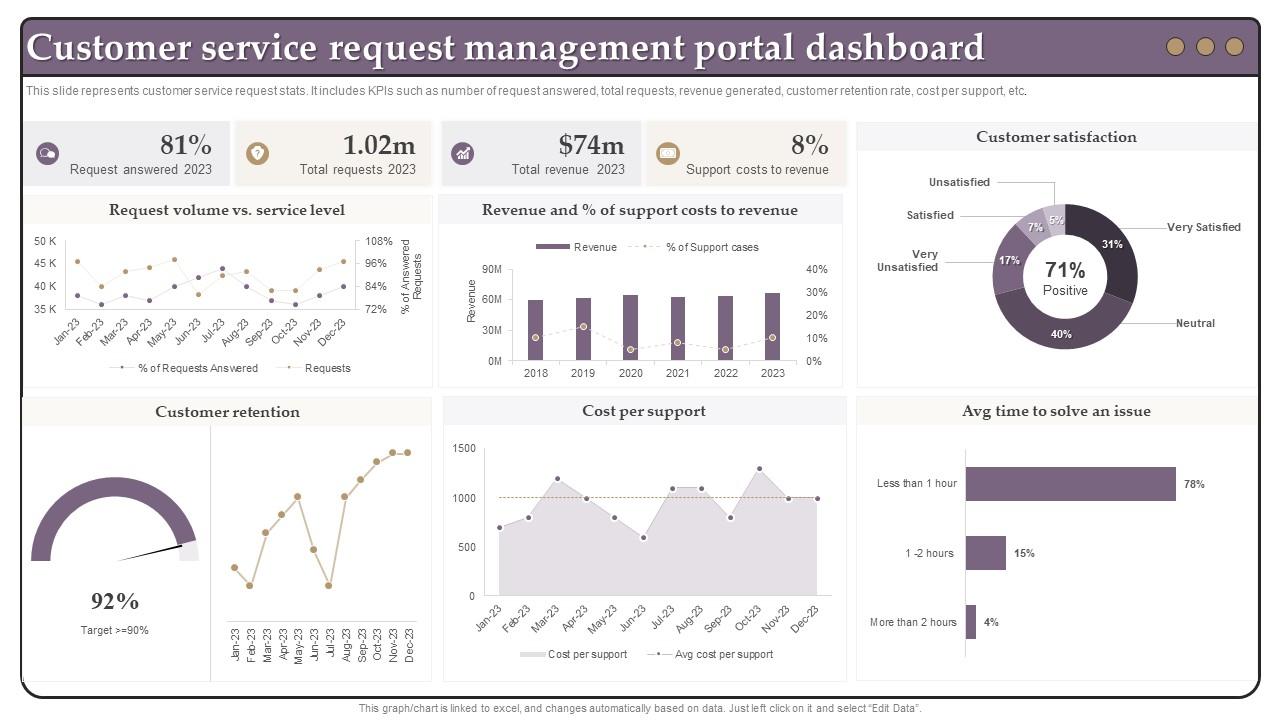 Customer service request management portal dashboard
This slide represents customer service request stats. It includes KPIs such as number of request answered, total requests, revenue generated, customer retention rate, cost per support, etc.
81%
Request answered 2023
1.02m
Total requests 2023
$74m
Total revenue 2023
8%
Support costs to revenue
Request volume vs. service level
50 K
45 K
40 K
35 K
108%
96%
84%
72%
% of Answered
Requests
Jan-23
Feb-23
Mar-23
Apr-23
May-23
Jun-23
Jul-23
Aug-23
Sep-23
Oct-23
Nov-23
Dec-23
% of Requests Answered
Requests
Revenue and % of support costs to revenue
Revenue
% of Support cases
Revenue
90M
60M
30M
0M
40%
30%
20%
10%
0%
2018
2019
2020
2021
2022
2023
Customer satisfaction
Unsatisfied
Satisfied
Very
Unsatisfied
Very Satisfied
Neutral
5%
7%
17%
31%
40%
71%
Positive
Customer retention
92%
Target >=90%
Jan-23
Feb-23
Mar-23
Apr-23
May-23
Jun-23
Jul-23
Aug-23
Sep-23
Oct-23
Nov-23
Dec-23
Cost per support
1500
1000
500
0
Jan-23
Feb-23
Mar-23
Apr-23
May-23
Jun-23
Jul-23
Aug-23
Sep-23
Oct-23
Nov-23
Dec-23
Cost per support
Avg cost per support
Avg time to solve an issue
Less than 1 hour
78%
1 -2 hours
15%
More than 2 hours
4%
This graph/chart is linked to excel, and changes automatically based on data. Just left click on it and select “Edit Data”.